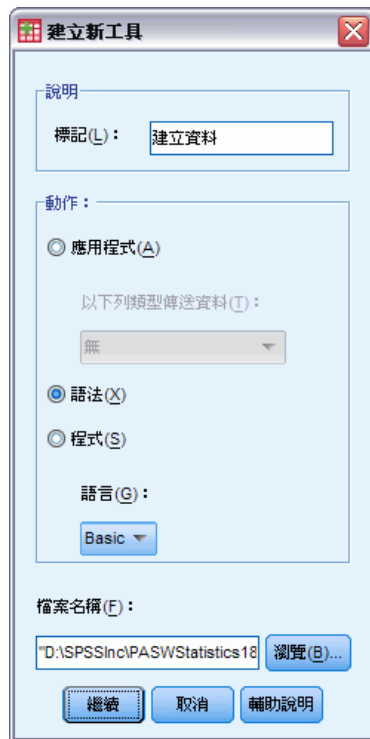 建立新工具
說明
標記(L)： 建立資料
動作：
應用程式(A)
以下列類型傳送資料(T)：
無
語法(X)
程式(S)
語言(G)：
Basic
檔案名稱(F)：
"D:\SPSSInc\PASWStatistics18 瀏覽(B)...
繼續 取消 輔助說明